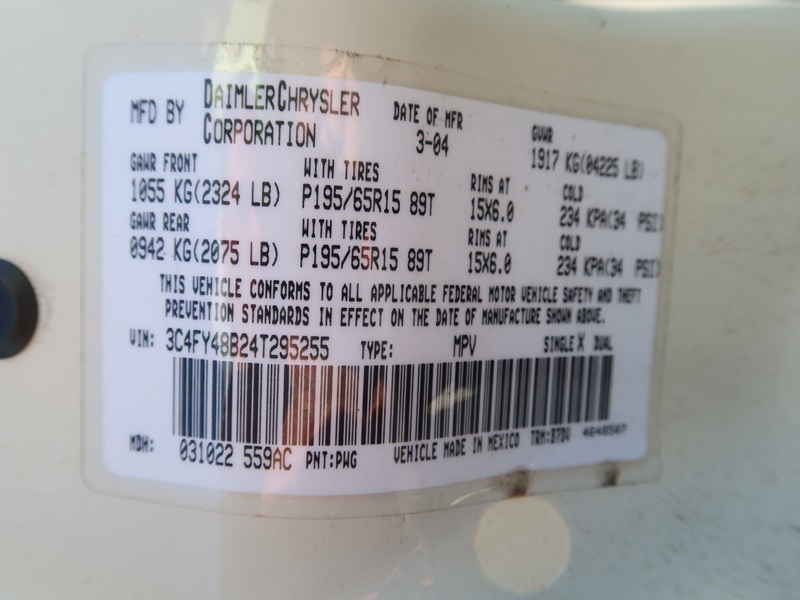 MFD BY DAIMLERCHRYSLER CORPORATION DATE OF MFR 3-04 GVWR 1917 KG(04225 LB)
GAWR FRONT WITH TIRES RIMS AT COLD
1055 KG(2324 LB) P195/65R15 89T 15X6.0 234 KPA(34 PSI)
GAWR REAR WITH TIRES RIMS AT COLD
0942 KG(2075 LB) P195/65R15 89T 15X6.0 234 KPA(34 PSI)
THIS VEHICLE CONFORMS TO ALL APPLICABLE FEDERAL MOTOR VEHICLE SAFETY AND THEFT
PREVENTION STANDARDS IN EFFECT ON THE DATE OF MANUFACTURE SHOWN ABOVE.
VIN: 3C4FY48B24T295255 TYPE: MPV SINGLE X DUAL
MDH: 031022 559AC PNT:PWG VEHICLE MADE IN MEXICO TRM:B7DV